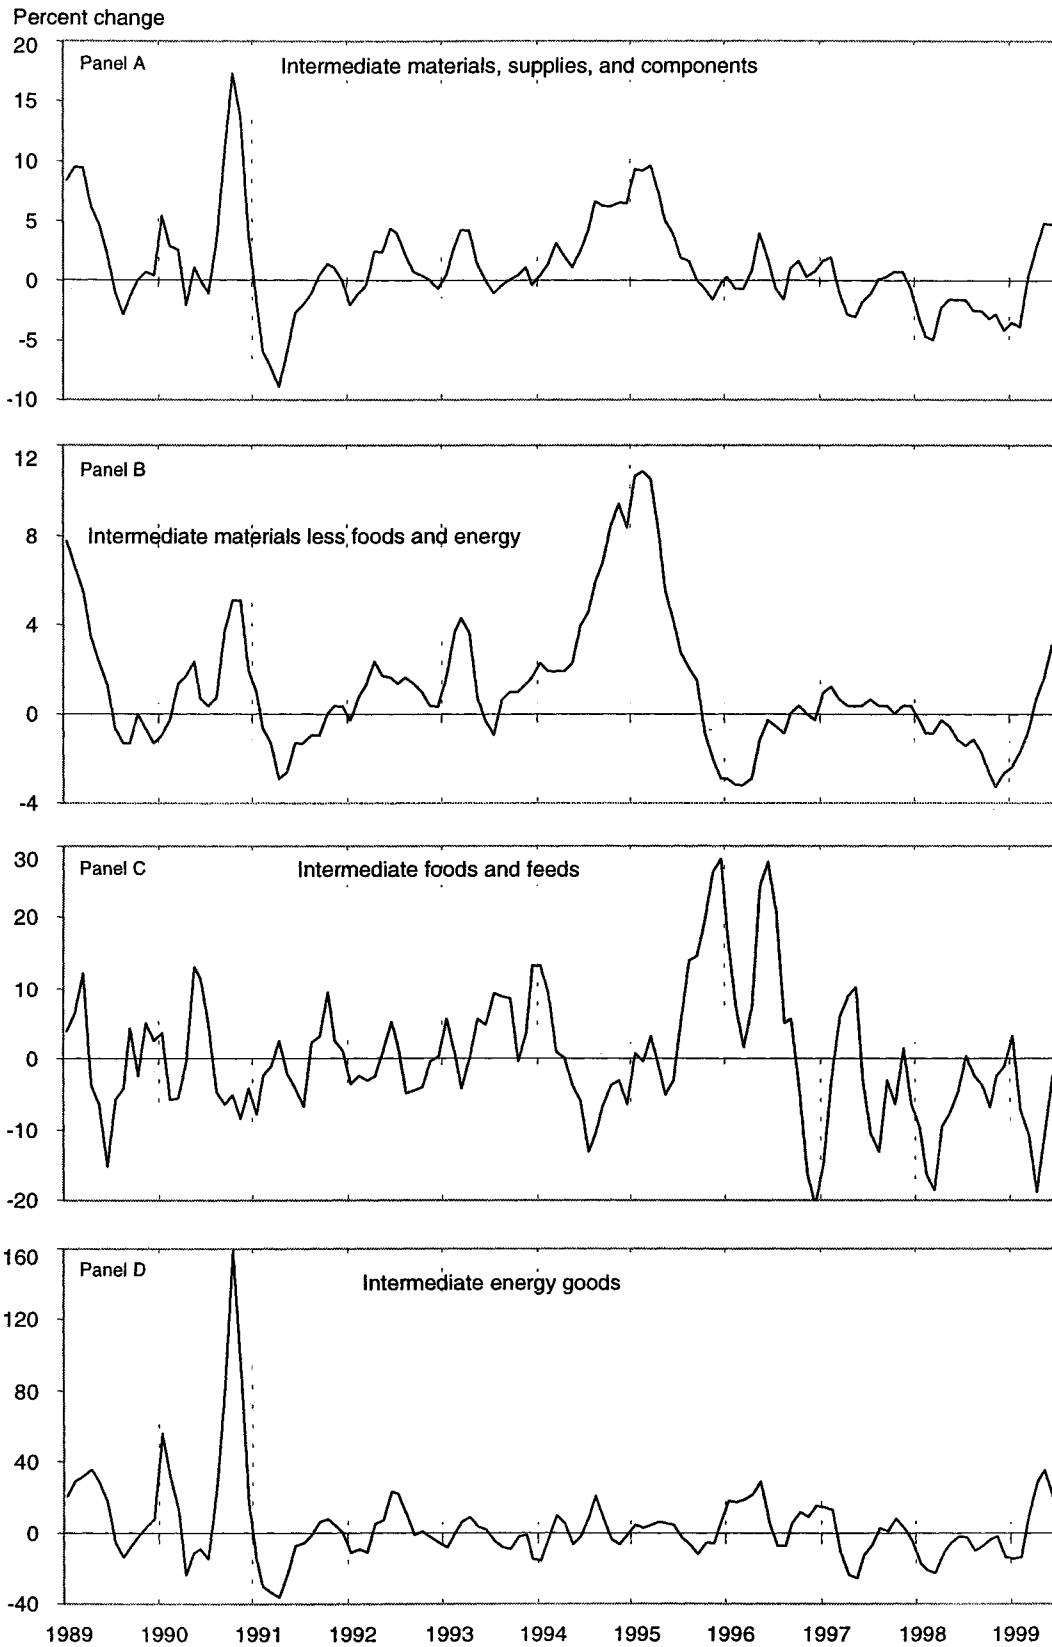 Percent change
20
Panel A
Intermediate materials, supplies, and components
15
10
5
0
-5
-10
12
Panel B
Intermediate materials less foods and energy
8
4
0
-4
30
Panel C
Intermediate foods and feeds
20
10
0
-10
-20
160
Panel D
Intermediate energy goods
120
80
40
0
-40
1989 1990 1991 1992 1993 1994 1995 1996 1997 1998 1999